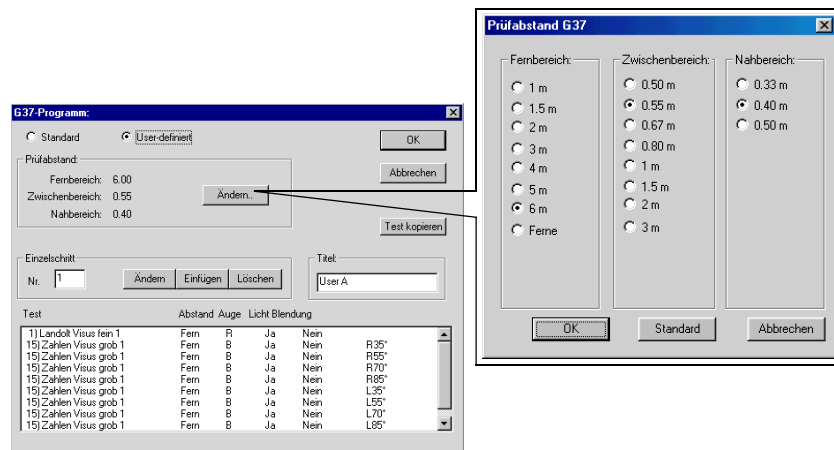 G37-Programm:
Standard
User-definiert
OK
Prüfabstand:
Fernbereich: 6.00
Zwischenbereich: 0.55
Nahbereich: 0.40
Ändern..
Abbrechen
Test kopieren
Einzelschritt
Nr. 1
Ändern Einfügen Löschen
Titel:
User A
Test Abstand Auge Licht Blendung
1) Landolt Visus fein 1 Fern R Ja Nein
15) Zahlen Visus grob 1 Fern B Ja Nein R35°
15) Zahlen Visus grob 1 Fern B Ja Nein R55°
15) Zahlen Visus grob 1 Fern B Ja Nein R70°
15) Zahlen Visus grob 1 Fern B Ja Nein R85°
15) Zahlen Visus grob 1 Fern B Ja Nein L35°
15) Zahlen Visus grob 1 Fern B Ja Nein L55°
15) Zahlen Visus grob 1 Fern B Ja Nein L70°
15) Zahlen Visus grob 1 Fern B Ja Nein L85°
Prüfabstand G37
Fernbereich:
1 m
1.5 m
2 m
3 m
4 m
5 m
6 m
Ferne
Zwischenbereich:
0.50 m
0.55 m
0.67 m
0.80 m
1 m
1.5 m
2 m
3 m
Nahbereich:
0.33 m
0.40 m
0.50 m
OK Standard Abbrechen